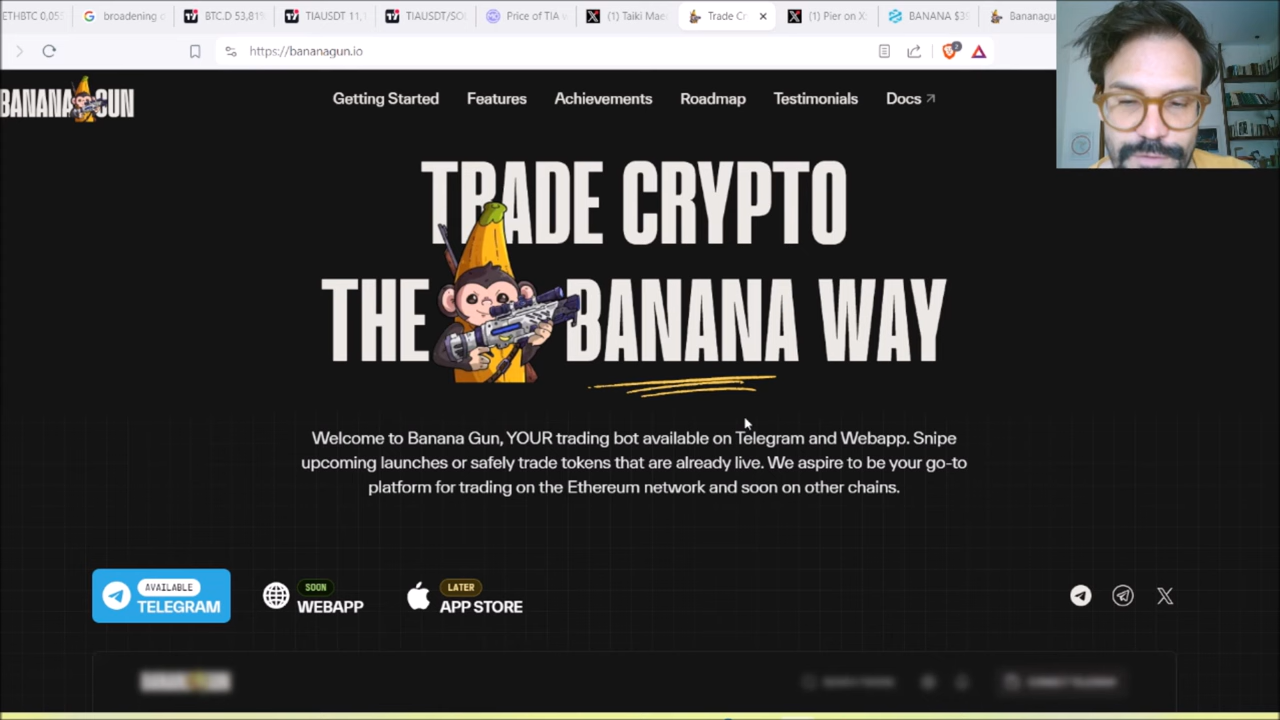 ETHBTC 0,05
broadening
BTC.D 53,81%
TIAUSDT 11,1
TIAUSDT/SO
Price of TIA
(1) Taiki Mae
Trade Cr
(1) Pier on X:
BANANA $3
Bananagu
https://bananagun.io
2
BANANA GUN
Getting Started
Features
Achievements
Roadmap
Testimonials
Docs
TRADE CRYPTO
THE BANANA WAY
Welcome to Banana Gun, YOUR trading bot available on Telegram and Webapp. Snipe
upcoming launches or safely trade tokens that are already live. We aspire to be your go-to
platform for trading on the Ethereum network and soon on other chains.
AVAILABLE
TELEGRAM
SOON
WEBAPP
LATER
APP STORE